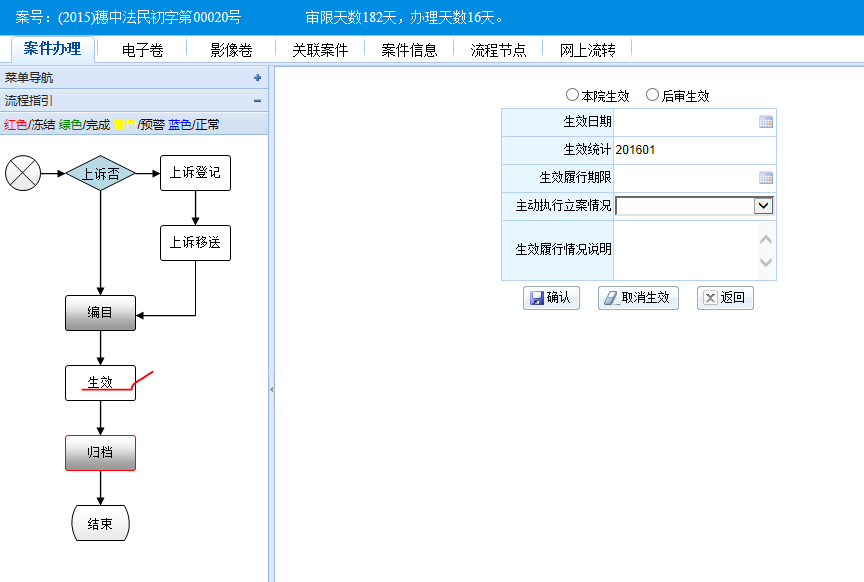 案号：(2015)穗中法民初字第00020号 审限天数182天，办理天数16天。
案件办理 电子卷 影像卷 关联案件 案件信息 流程节点 网上流转
菜单导航
流程指引
红色/冻结 绿色/完成 黄色/预警 蓝色/正常
上诉否 上诉登记
上诉移送
编目
生效
归档
结束
本院生效 后审生效
生效日期
生效统计 201601
生效履行期限
主动执行立案情况
生效履行情况说明
确认 取消生效 返回